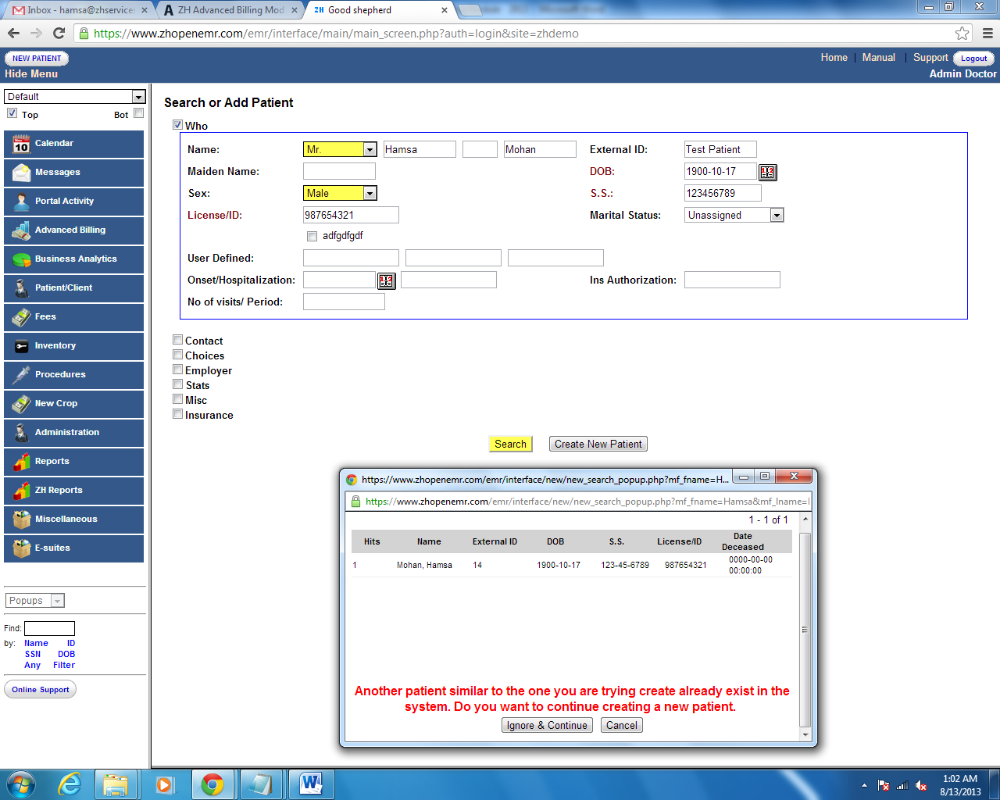 Inbox - hamsa@zhservice
ZH Advanced Billing Mod
ZH Good shepherd
https://www.zhopenemr.com/emr/interface/main/main_screen.php?auth=login&site=zhdemo
NEW PATIENT
Home | Manual | Support Logout
Hide Menu
Admin Doctor
Default
Top Bot
Calendar
Messages
Portal Activity
Advanced Billing
Business Analytics
Patient/Client
Fees
Inventory
Procedures
New Crop
Administration
Reports
ZH Reports
Miscellaneous
E-suites
Popups
Find:
by: Name ID
SSN DOB
Any Filter
Online Support
Search or Add Patient
Who
Name: Mr. Hamsa Mohan External ID: Test Patient
Maiden Name: DOB: 1900-10-17
Sex: Male S.S.: 123456789
License/ID: 987654321 Marital Status: Unassigned
adfgdfgdf
User Defined:
Onset/Hospitalization: Ins Authorization:
No of visits/ Period:
Contact
Choices
Employer
Stats
Misc
Insurance
Search Create New Patient
https://www.zhopenemr.com/emr/interface/new/new_search_popup.php?mf_fname=H...
https://www.zhopenemr.com/emr/interface/new/new_search_popup.php?mf_fname=Hamsa&mf_lname=
1 - 1 of 1
Hits Name External ID DOB S.S. License/ID Date Deceased
1 Mohan, Hamsa 14 1900-10-17 123-45-6789 987654321 0000-00-00 00:00:00
Another patient similar to the one you are trying create already exist in the
system. Do you want to continue creating a new patient.
Ignore & Continue Cancel
1:02 AM
8/13/2013